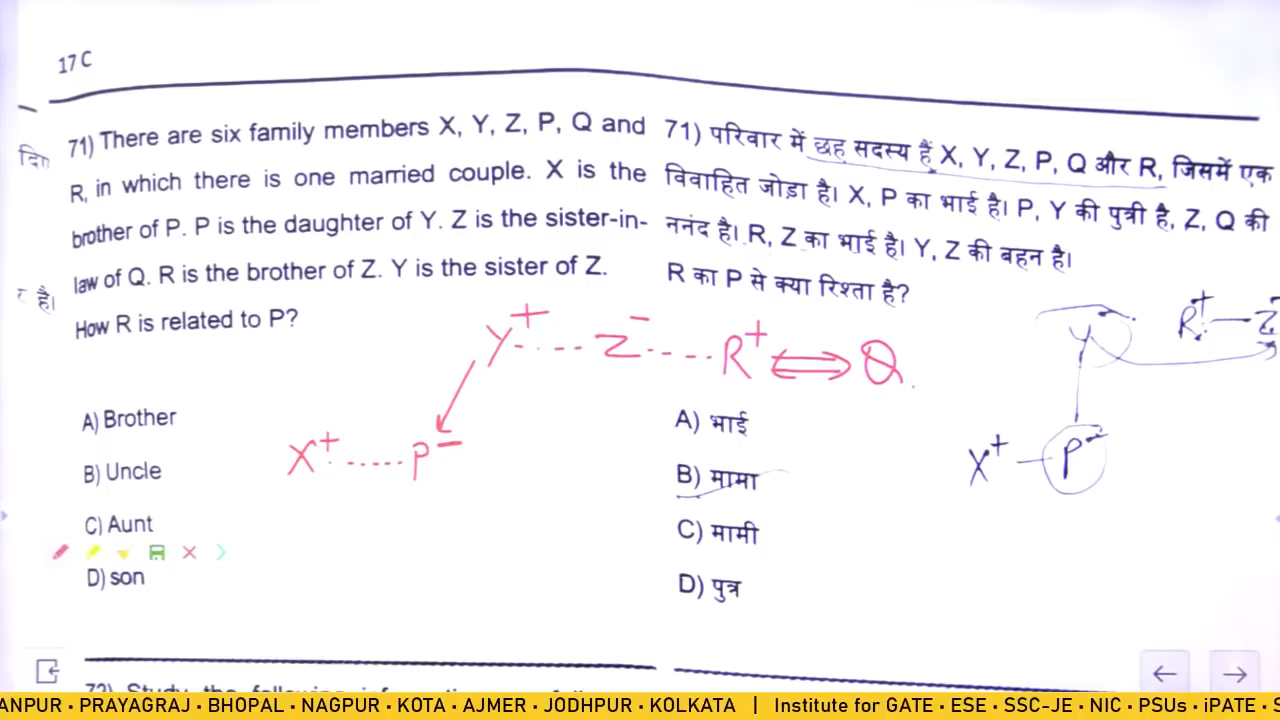 17 C
71) There are six family members X, Y, Z, P, Q and
R, in which there is one married couple. X is the
brother of P. P is the daughter of Y. Z is the sister-in-
law of Q. R is the brother of Z. Y is the sister of Z.
How R is related to P?
A) Brother
B) Uncle
C) Aunt
D) son
71) परिवार में छह सदस्य हैं X, Y, Z, P, Q और R, जिसमें एक
विवाहित जोड़ा है। X, P का भाई है। P, Y की पुत्री है, Z, Q की
ननंद है। R, Z का भाई है। Y, Z की बहन है।
R का P से क्या रिश्ता है?
A) भाई
B) मामा
C) मामी
D) पुत्र
र है।
Y+ Z- R+ Q
X+ P-
R+ Z-
Y-
X+ P-
ANPUR • PRAYAGRAJ • BHOPAL • NAGPUR • KOTA • AJMER • JODHPUR • KOLKATA | Institute for GATE • ESE • SSC-JE • NIC • PSUs • iPATE • S